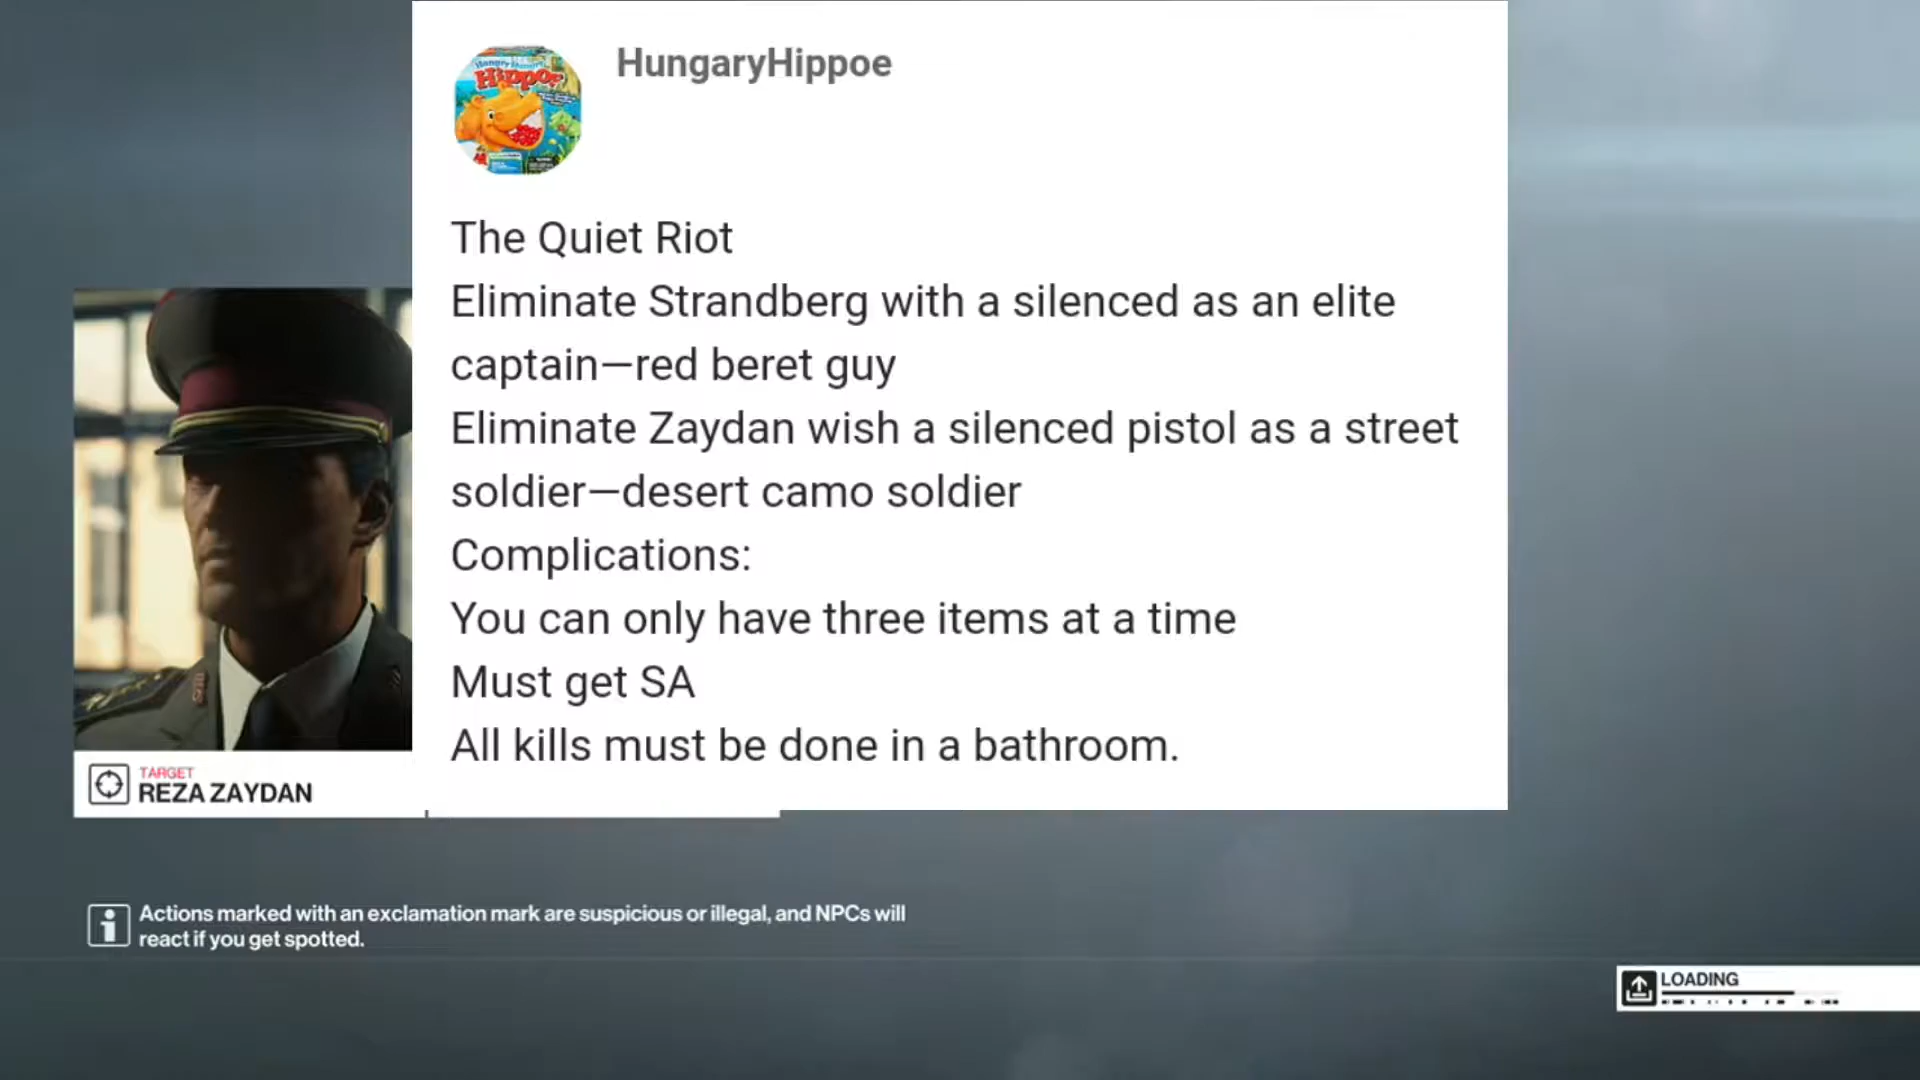 HungaryHippoe
Hippoe
The Quiet Riot
Eliminate Strandberg with a silenced as an elite
captain—red beret guy
Eliminate Zaydan wish a silenced pistol as a street
soldier—desert camo soldier
Complications:
You can only have three items at a time
Must get SA
All kills must be done in a bathroom.
TARGET
REZA ZAYDAN
Actions marked with an exclamation mark are suspicious or illegal, and NPCs will
react if you get spotted.
LOADING